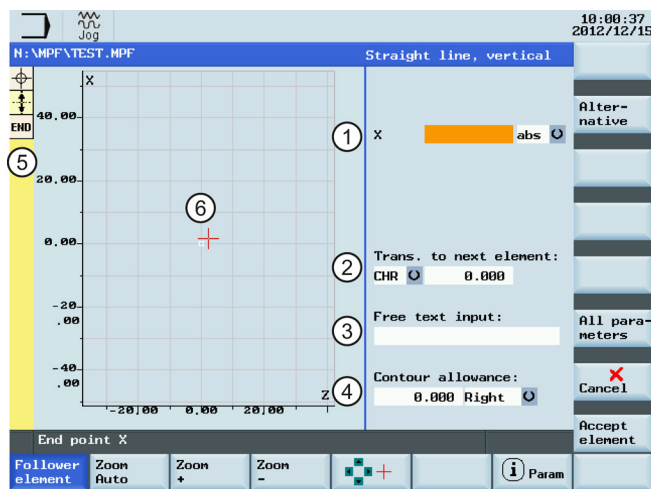 Jog
10:00:37
2012/12/15
N:\MPF\TEST.MPF
Straight line, vertical
X
END
40.00
20.00
0.00
-20
.00
-40
.00
-20.00
0.00
20.00
Z
5
6
1
X
abs
2
Trans. to next element:
CHR
0.000
3
Free text input:
4
Contour allowance:
0.000
Right
Alter-
native
All para-
meters
Cancel
Accept
element
End point X
Follower
element
Zoom
Auto
Zoom
+
Zoom
-
i Param